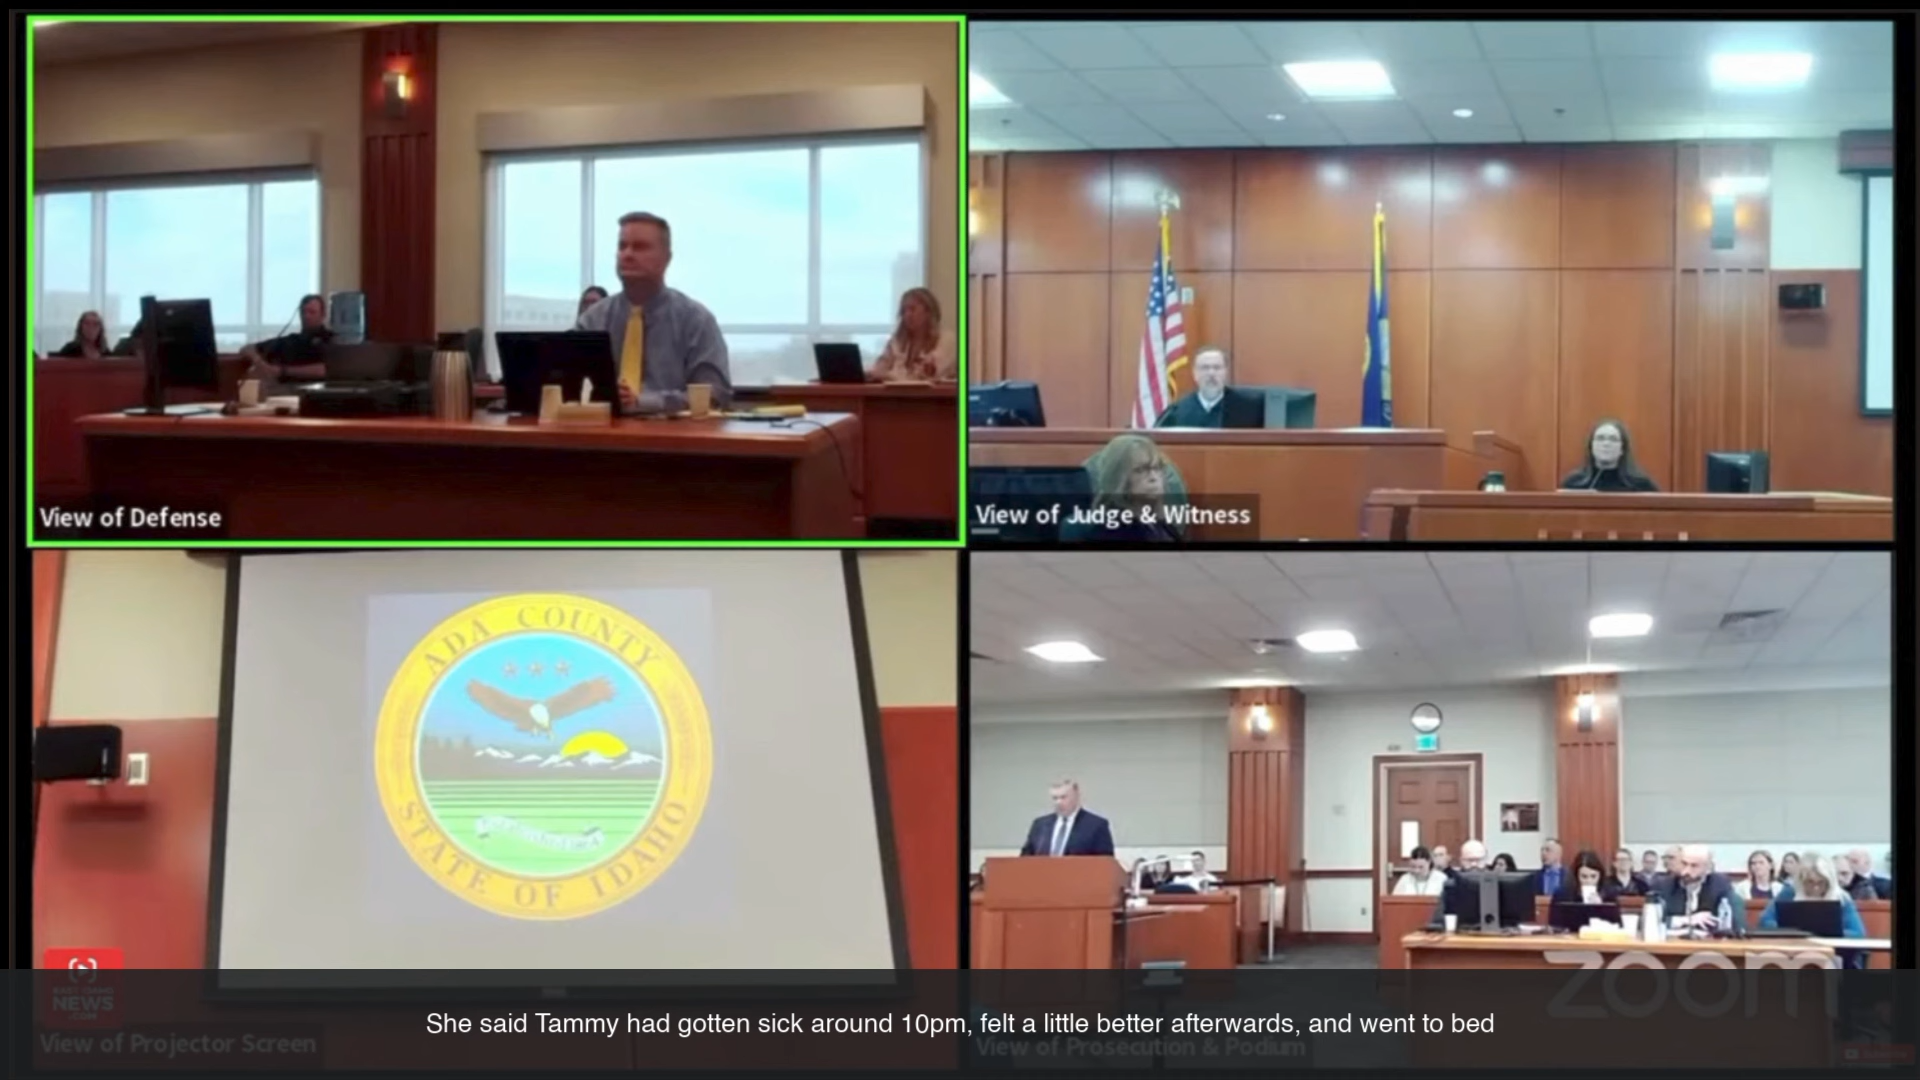 View of Defense
View of Judge & Witness
ADA COUNTY
STATE OF IDAHO
NEWS
View of Projector Screen
zoom
View of Prosecution & Podium
She said Tammy had gotten sick around 10pm, felt a little better afterwards, and went to bed